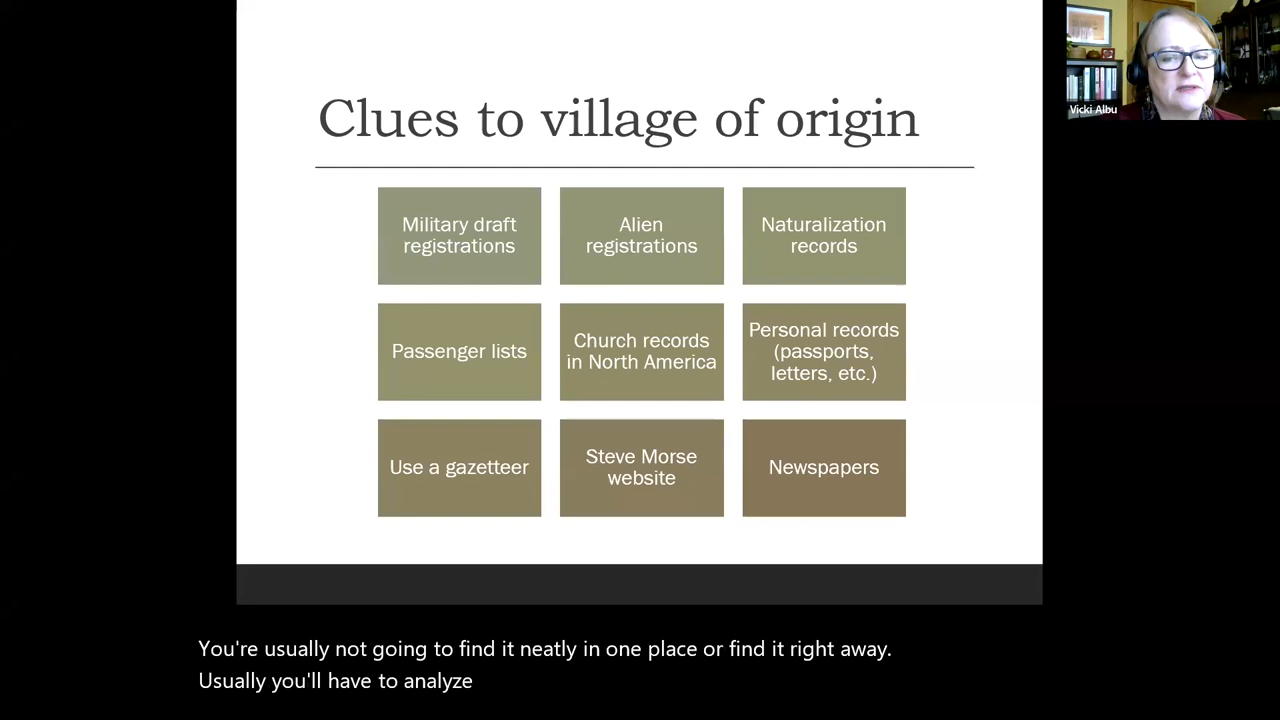 Clues to village of origin
Military draft
registrations
Alien
registrations
Naturalization
records
Passenger lists
Church records
in North America
Personal records
(passports,
letters, etc.)
Use a gazetteer
Steve Morse
website
Newspapers
Vicki Albu
You're usually not going to find it neatly in one place or find it right away.
Usually you'll have to analyze